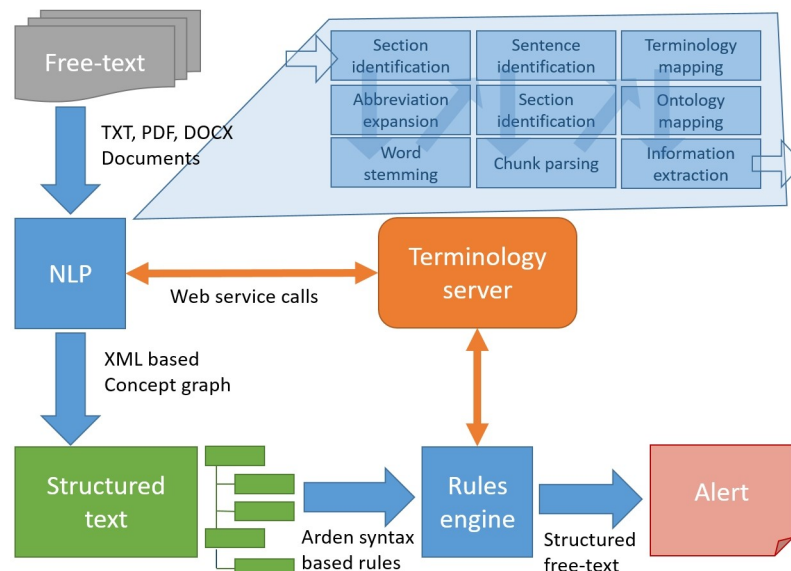 Free-text
Section
identification
Sentence
identification
Terminology
mapping
Abbreviation
expansion
Section
identification
Ontology
mapping
Word
stemming
Chunk parsing
Information
extraction
TXT, PDF, DOCX
Documents
NLP
Web service calls
Terminology
server
XML based
Concept graph
Structured
text
Arden syntax
based rules
Rules
engine
Structured
free-text
Alert